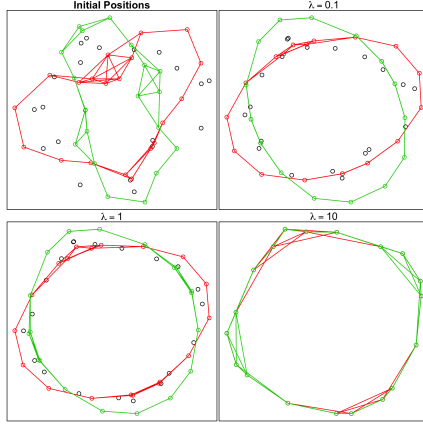 Initial Positions
λ = 0.1
λ = 1
λ = 10